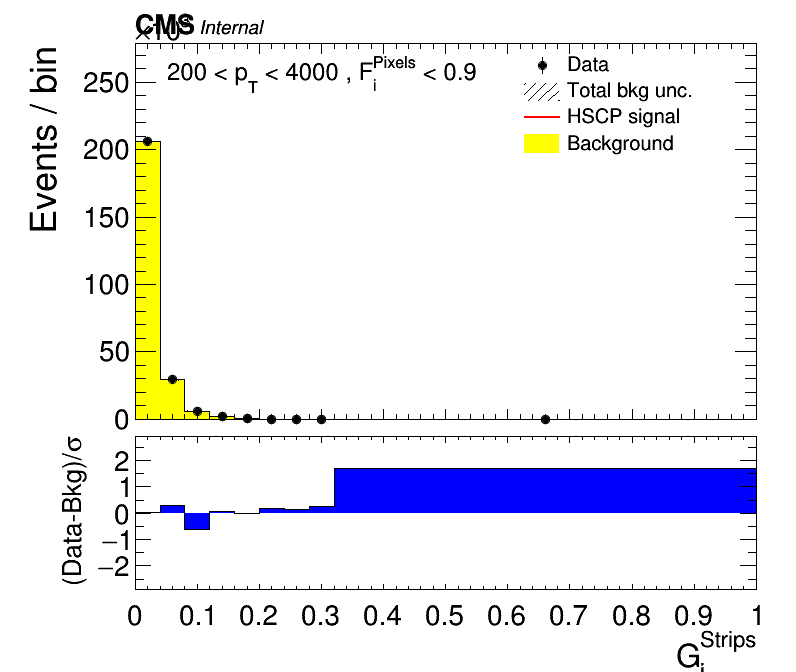 CMS Internal
×10³
200 < p_T < 4000 , F_i^Pixels < 0.9
Data
Total bkg unc.
HSCP signal
Background
Events / bin
250
200
150
100
50
0
(Data-Bkg)/σ
2
1
0
−1
−2
0 0.1 0.2 0.3 0.4 0.5 0.6 0.7 0.8 0.9 1
G_i^Strips